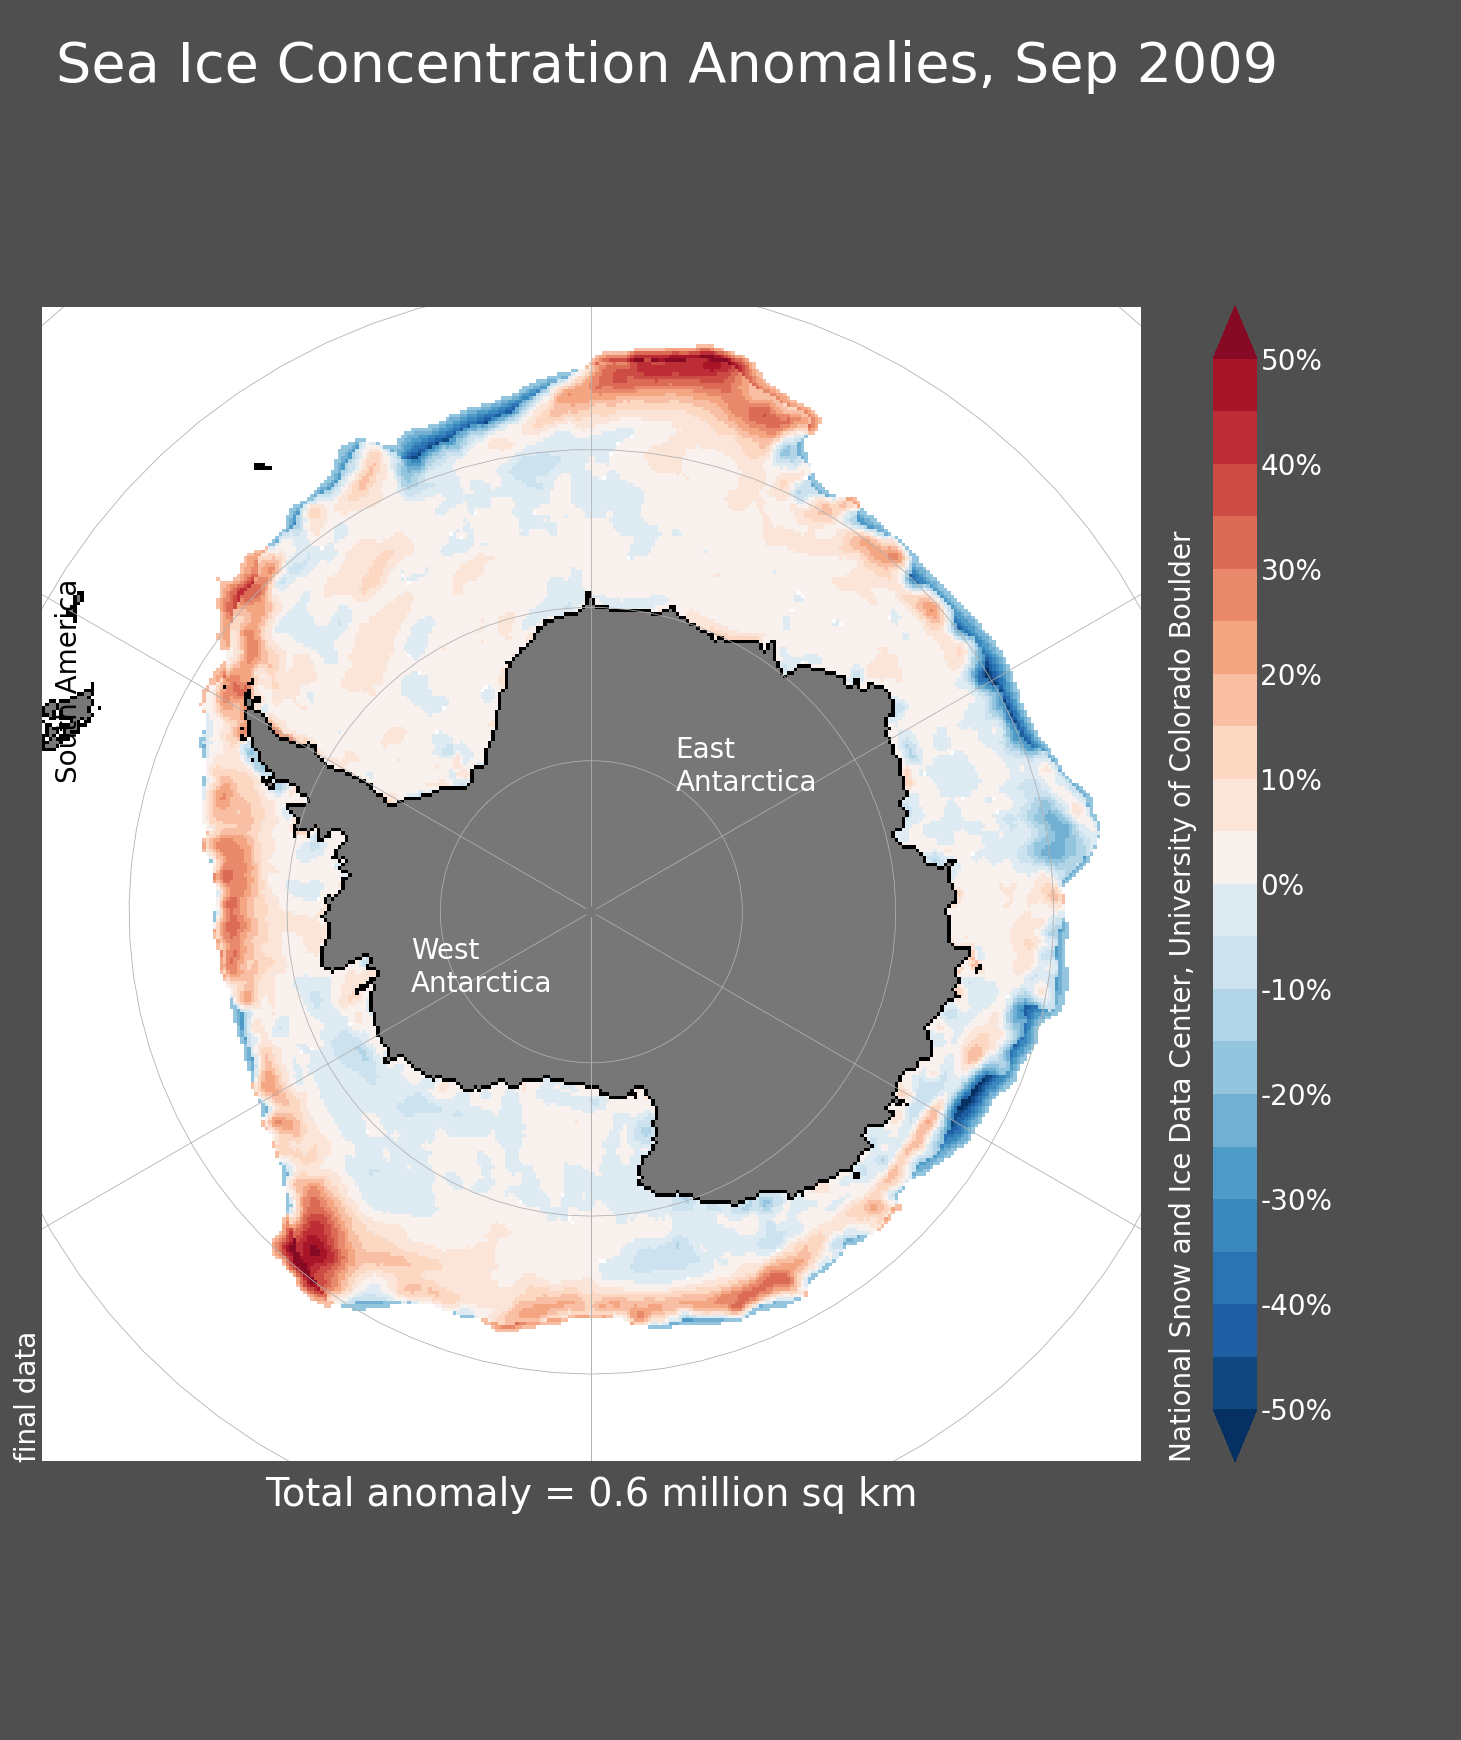 Sea Ice Concentration Anomalies, Sep 2009
South America
East
Antarctica
West
Antarctica
final data
National Snow and Ice Data Center, University of Colorado Boulder
50%
40%
30%
20%
10%
0%
-10%
-20%
-30%
-40%
-50%
Total anomaly = 0.6 million sq km